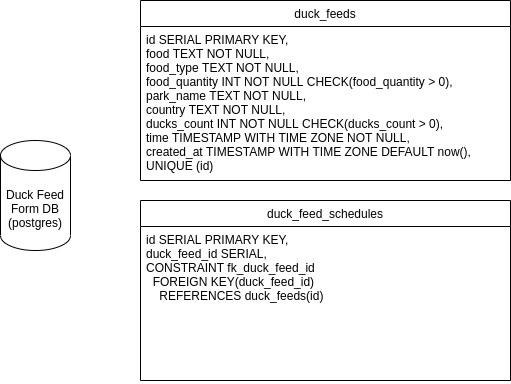 duck_feeds
id SERIAL PRIMARY KEY,
food TEXT NOT NULL,
food_type TEXT NOT NULL,
food_quantity INT NOT NULL CHECK(food_quantity > 0),
park_name TEXT NOT NULL,
country TEXT NOT NULL,
ducks_count INT NOT NULL CHECK(ducks_count > 0),
time TIMESTAMP WITH TIME ZONE NOT NULL,
created_at TIMESTAMP WITH TIME ZONE DEFAULT now(),
UNIQUE (id)
Duck Feed
Form DB
(postgres)
duck_feed_schedules
id SERIAL PRIMARY KEY,
duck_feed_id SERIAL,
CONSTRAINT fk_duck_feed_id
FOREIGN KEY(duck_feed_id)
REFERENCES duck_feeds(id)